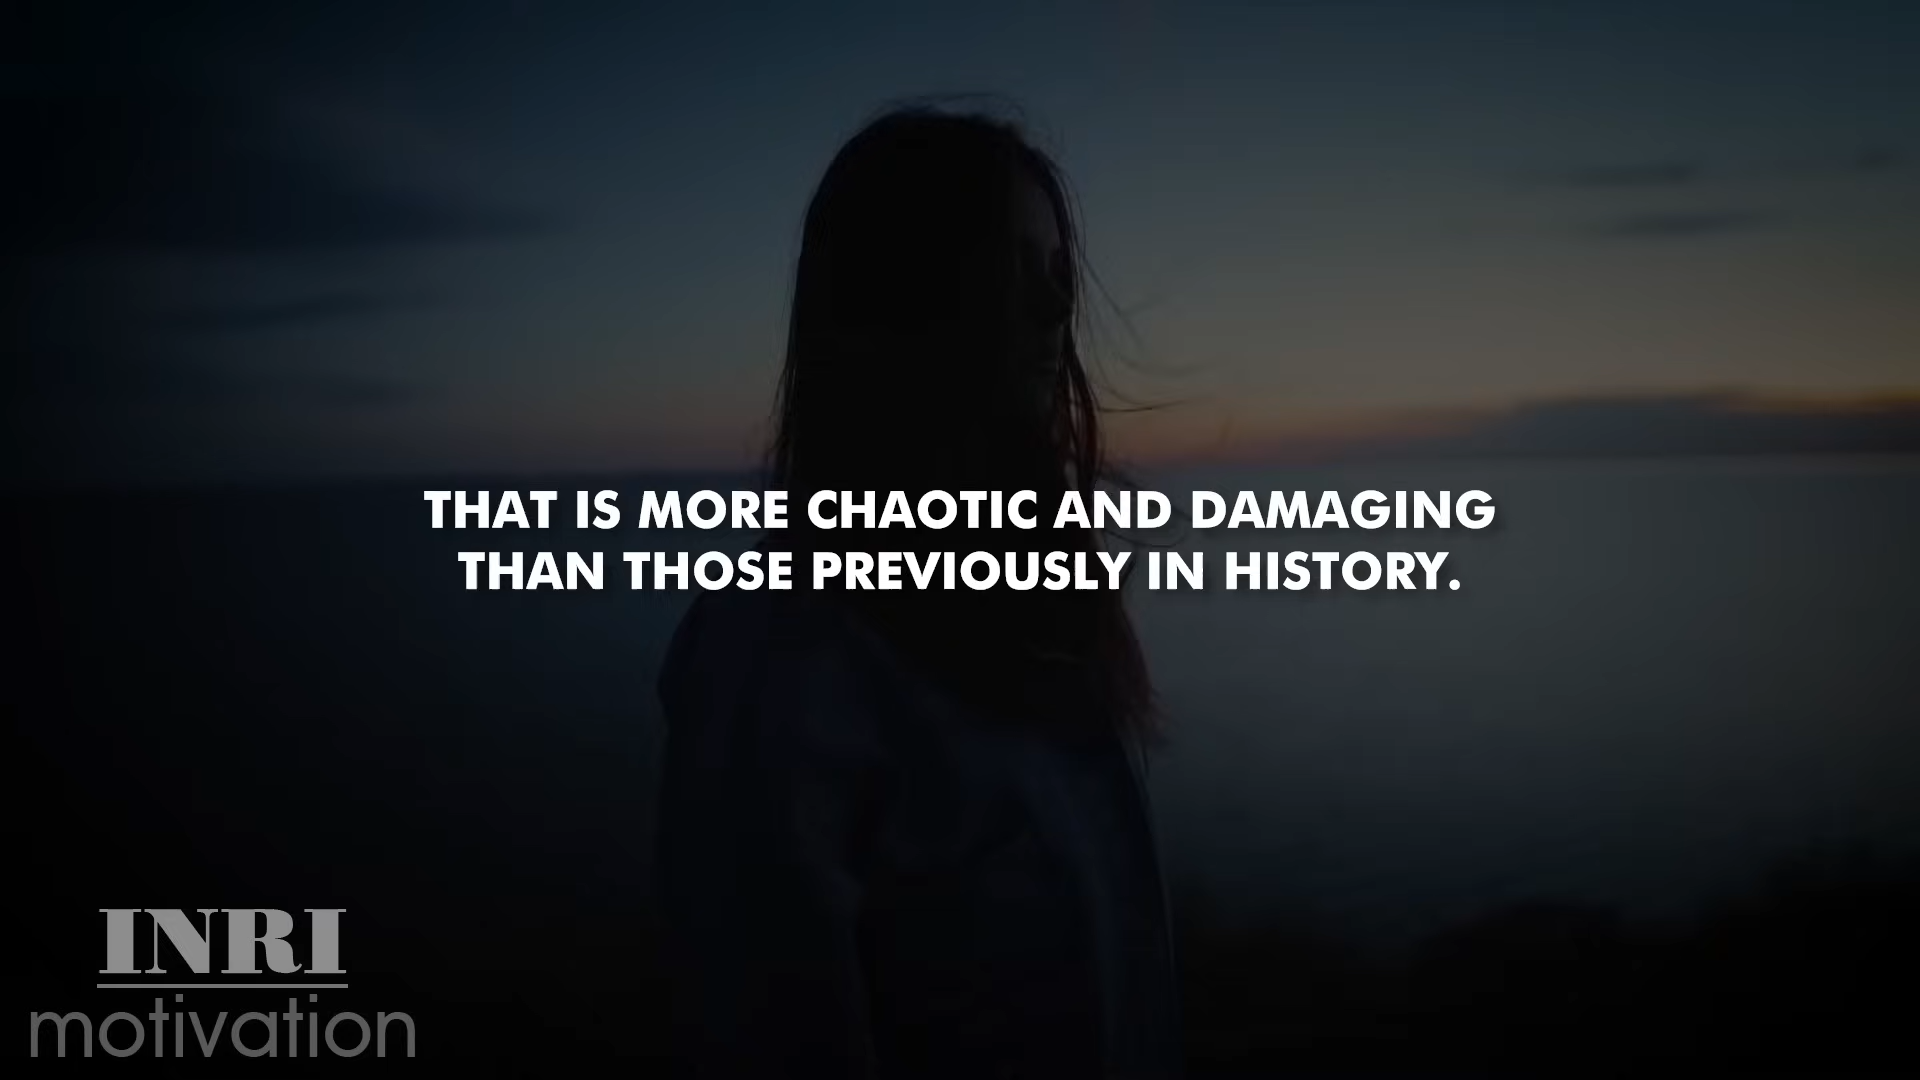 THAT IS MORE CHAOTIC AND DAMAGING
THAN THOSE PREVIOUSLY IN HISTORY.
INRI
motivation